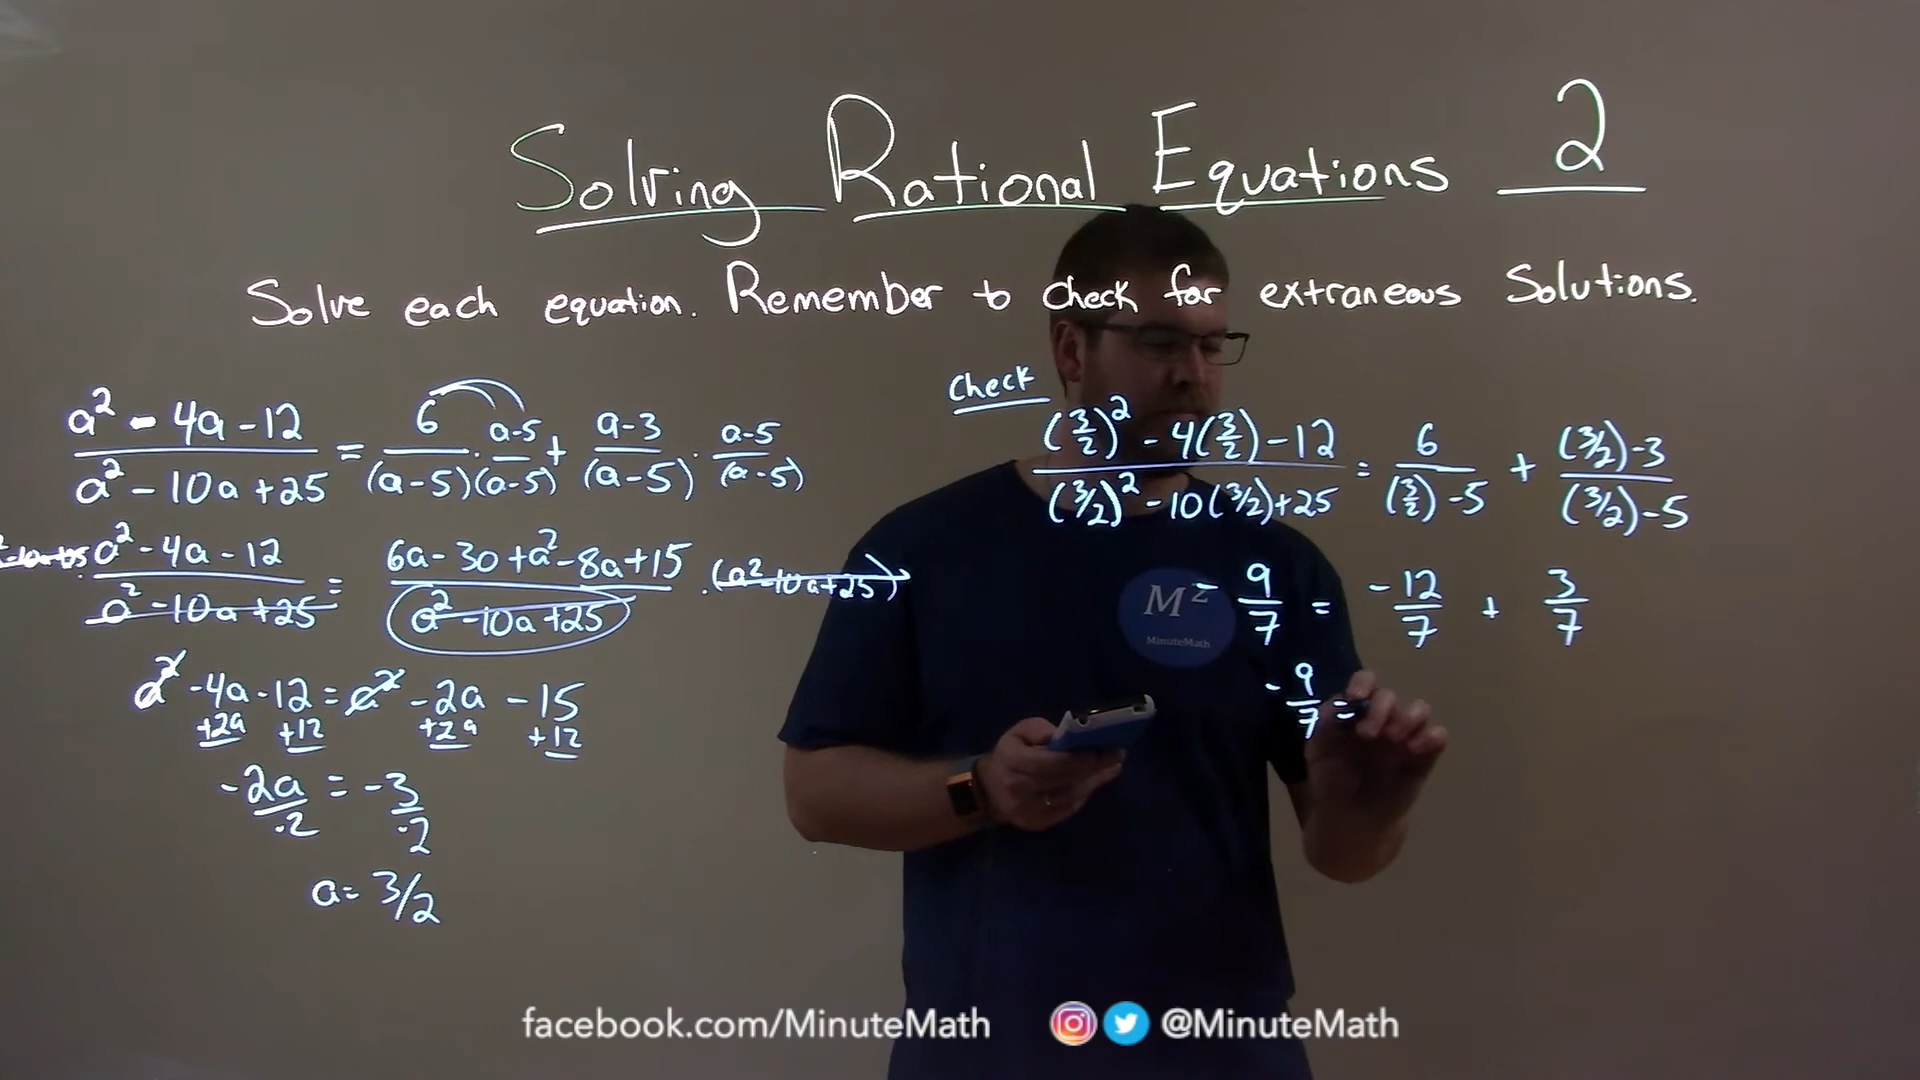 Solving Rational Equations 2
Solve each equation. Remember to check for extraneous solutions.
a² - 4a - 12 / a² - 10a + 25 = 6 / (a-5) · a-5 / (a-5) + a-3 / (a-5) · a-5 / (a-5)
a² - 4a - 12 / a² - 10a + 25 = 6a - 30 + a² - 8a + 15 / a² - 10a + 25 · (a² - 10a + 25)
a² - 4a - 12 = a² - 2a - 15
+2a +12 +2a +12
-2a / -2 = -3 / -2
a = 3/2
Check
(3/2)² - 4(3/2) - 12 / (3/2)² - 10(3/2) + 25 = 6 / (3/2) - 5 + (3/2) - 3 / (3/2) - 5
- 9/7 = - 12/7 + 3/7
- 9/7 =
M²
MinuteMath
facebook.com/MinuteMath @MinuteMath